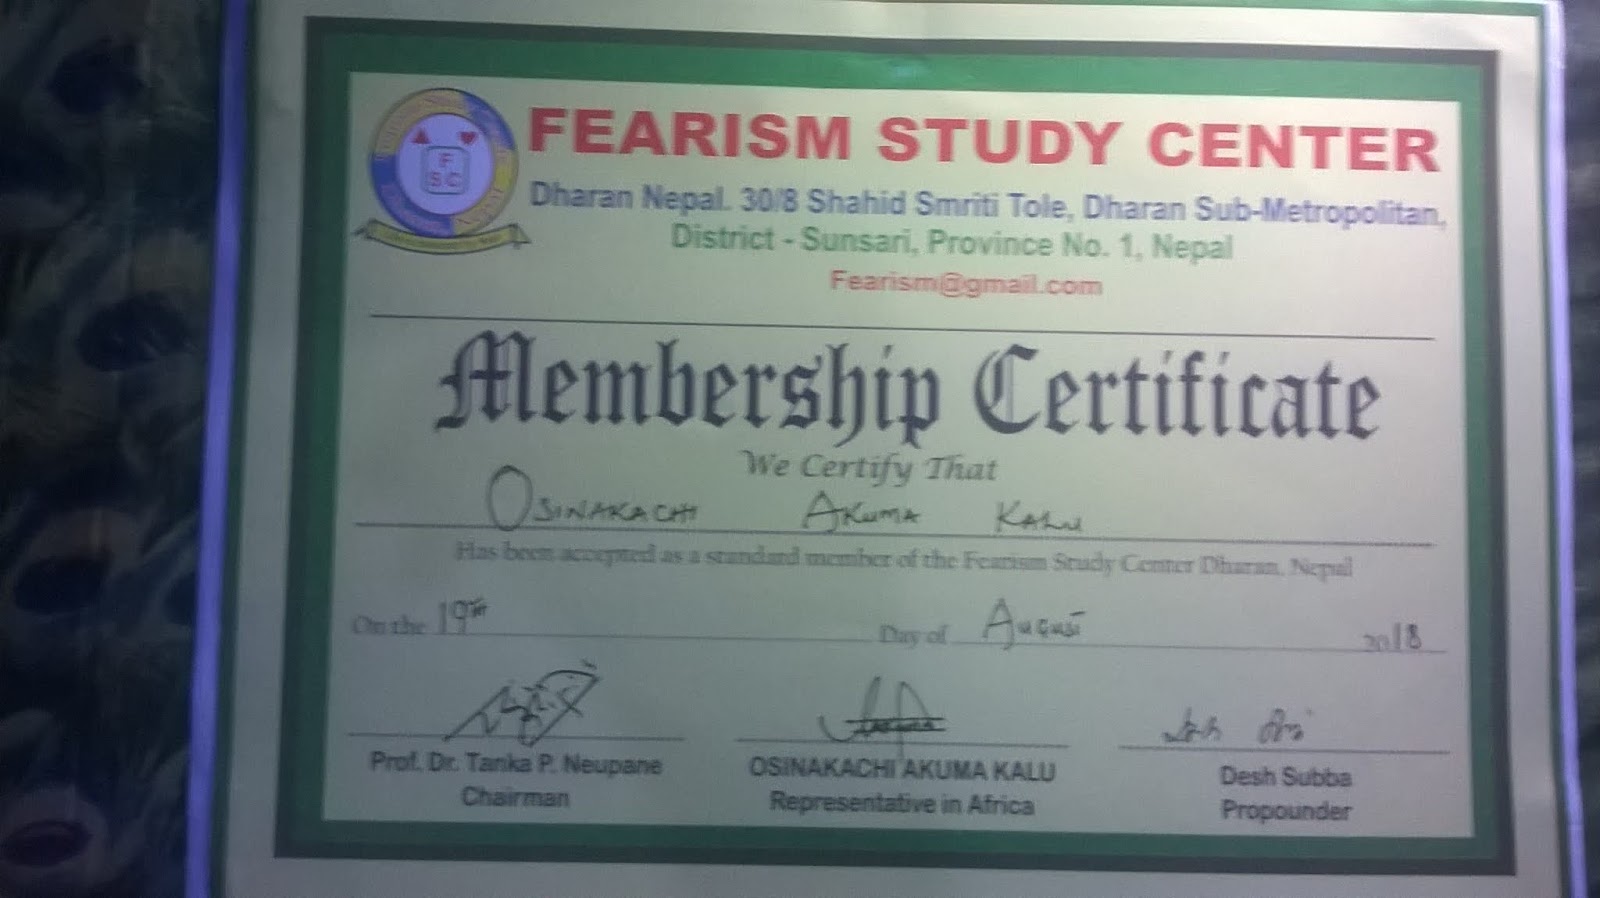 FEARISM STUDY CENTER
F
SC
Dharan Nepal. 30/8 Shahid Smriti Tole, Dharan Sub-Metropolitan,
District - Sunsari, Province No. 1, Nepal
Fearism@gmail.com
Membership Certificate
We Certify That
OSINAKACHI AKUMA KALU
Has been accepted as a standard member of the Fearism Study Center Dharan, Nepal
On the 19th Day of August 2018
Prof. Dr. Tanka P. Neupane OSINAKACHI AKUMA KALU Desh Subba
Chairman Representative in Africa Propounder